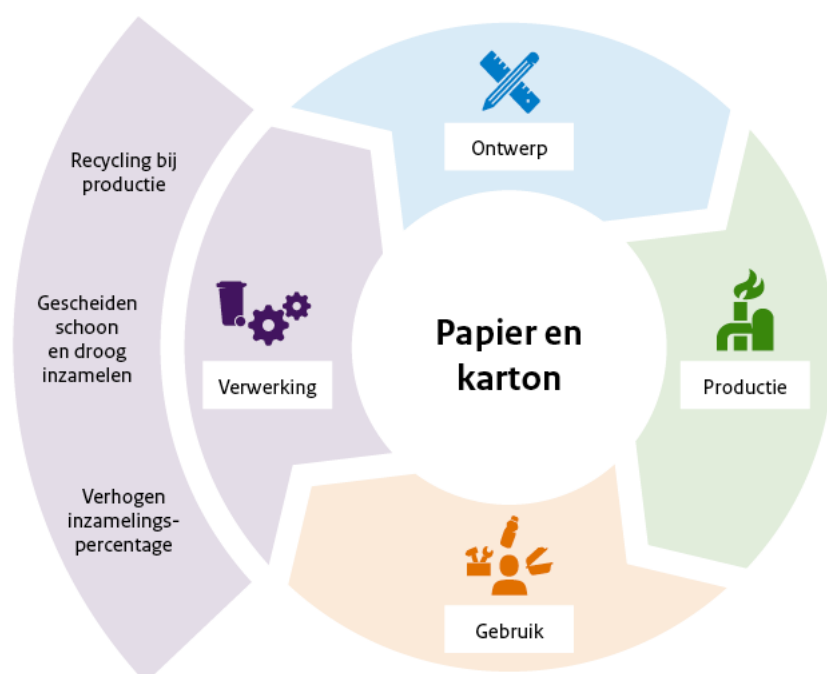 Recycling bij
productie
Gescheiden
schoon
en droog
inzamelen
Verhogen
inzamelings-
percentage
Ontwerp
Verwerking
Papier en
karton
Productie
Gebruik